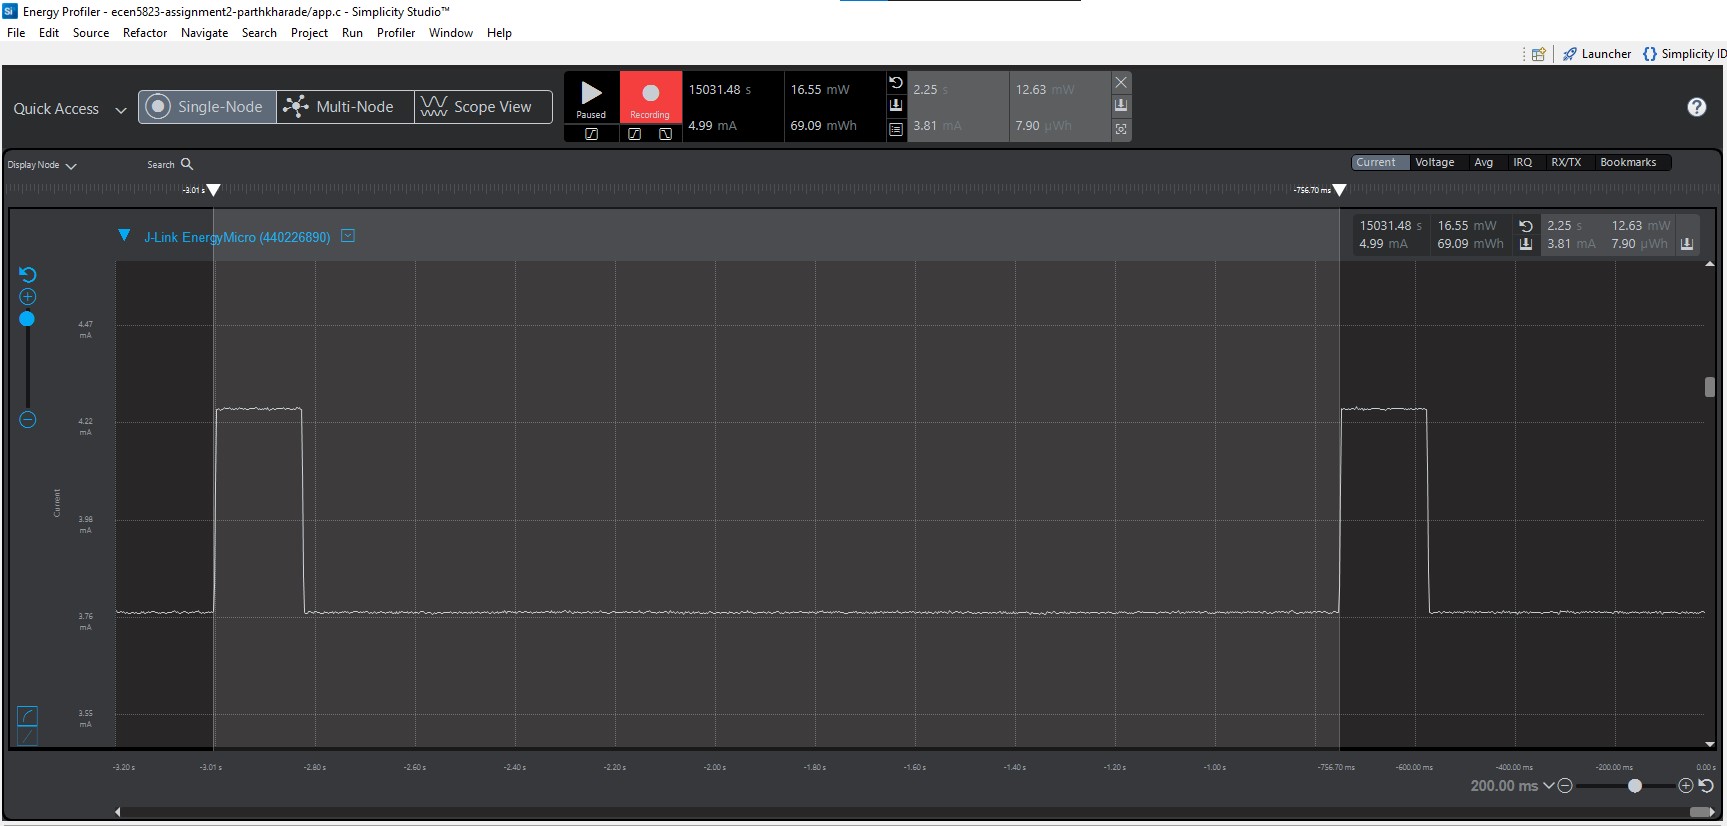 Si Energy Profiler - ecen5823-assignment2-parthkharade/app.c - Simplicity Studio™
File Edit Source Refactor Navigate Search Project Run Profiler Window Help
Launcher Simplicity ID
Quick Access Single-Node Multi-Node Scope View
Paused Recording
15031.48 s 16.55 mW 2.25 s 12.63 mW
4.99 mA 69.09 mWh 3.81 mA 7.90 µWh
?
Display Node Search Current Voltage Avg IRQ RX/TX Bookmarks
-3.01 s -756.70 ms
J-Link EnergyMicro (440226890)
15031.48 s 16.55 mW 2.25 s 12.63 mW
4.99 mA 69.09 mWh 3.81 mA 7.90 µWh
4.47
mA
4.22
mA
Current
3.98
mA
3.76
mA
3.55
mA
-3.20 s -3.01 s -2.80 s -2.60 s -2.40 s -2.20 s -2.00 s -1.80 s -1.60 s -1.40 s -1.20 s -1.00 s -756.70 ms -600.00 ms -400.00 ms -200.00 ms 0.00 s
200.00 ms